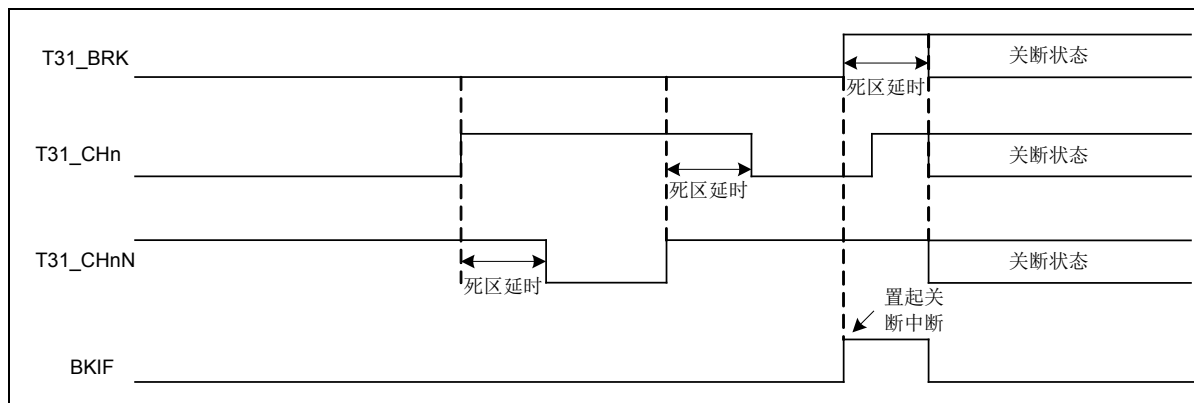 T31_BRK
关断状态
死区延时
T31_CHn
关断状态
死区延时
T31_CHnN
关断状态
死区延时
置起关
断中断
BKIF